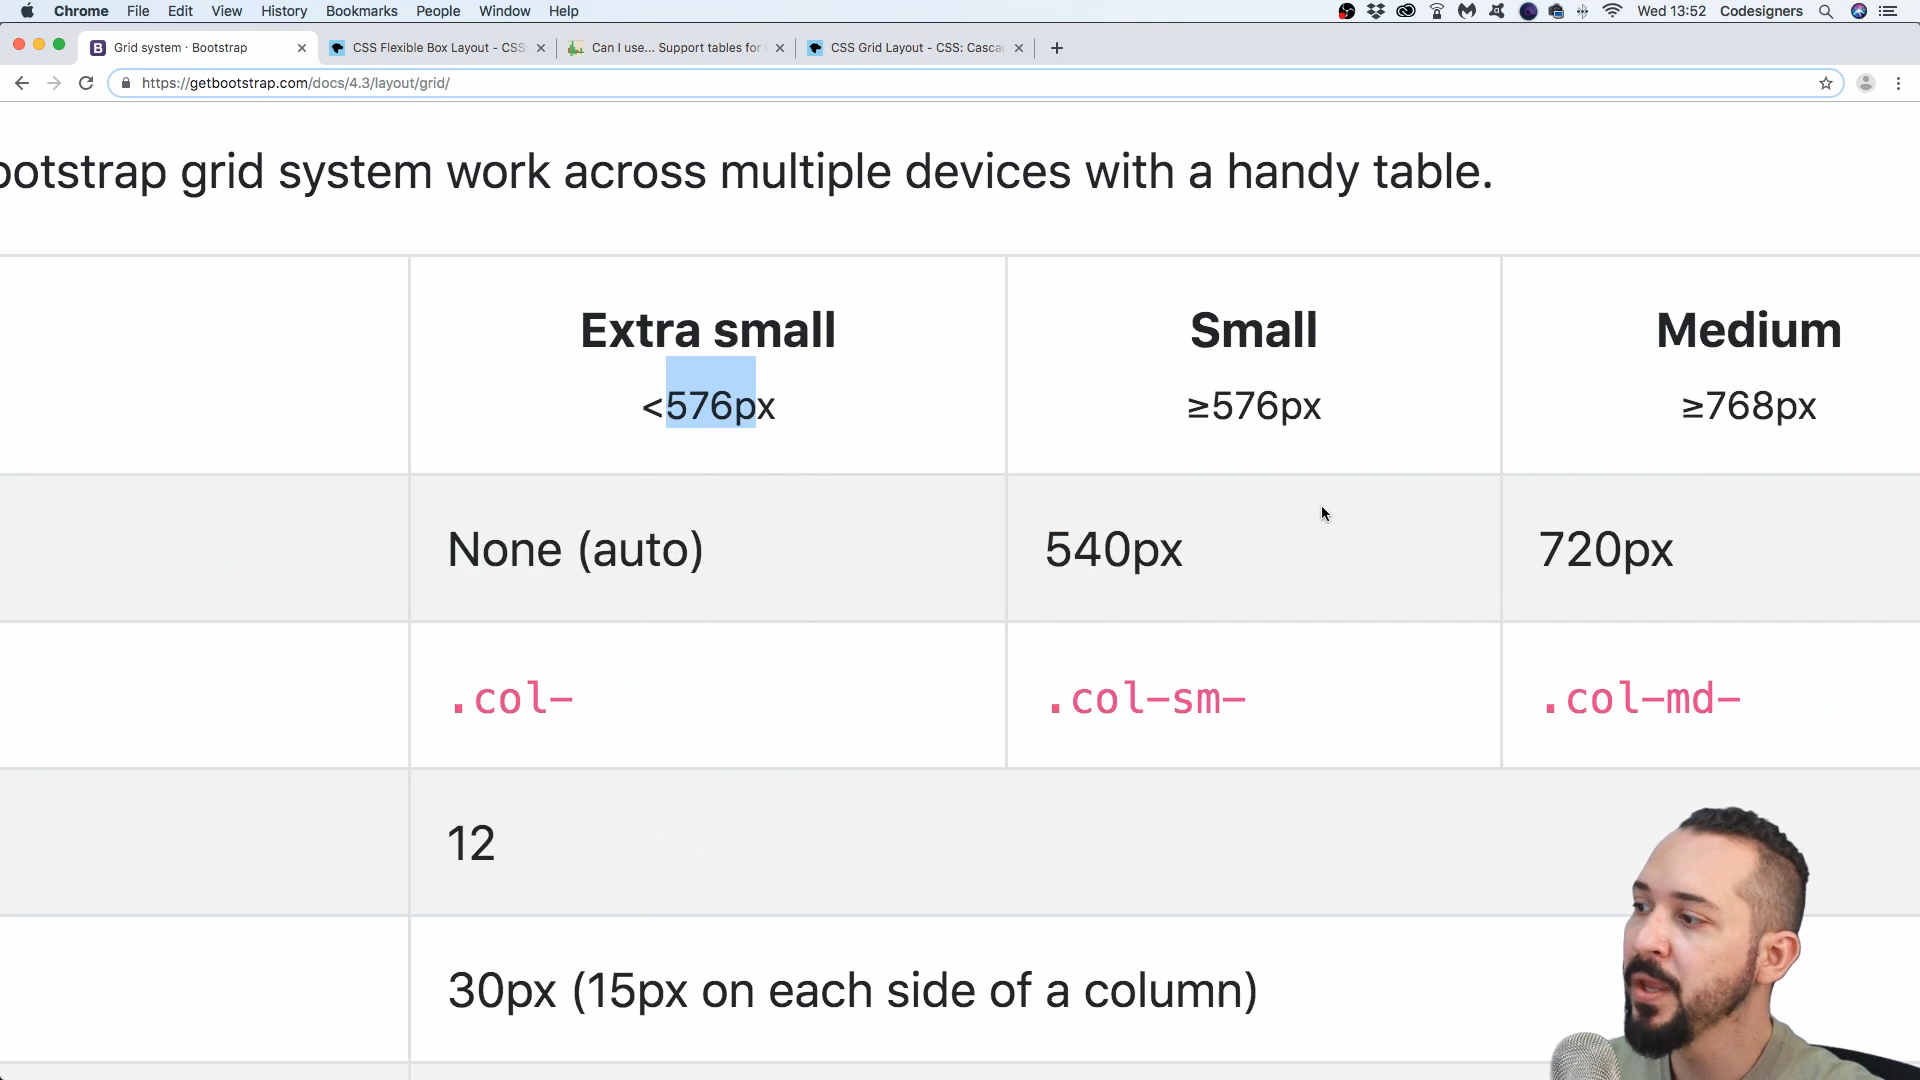 Chrome File Edit View History Bookmarks People Window Help Wed 13:52 Codesigners
Grid system · Bootstrap
CSS Flexible Box Layout - CSS
Can I use... Support tables for
CSS Grid Layout - CSS: Casca
https://getbootstrap.com/docs/4.3/layout/grid/
ootstrap grid system work across multiple devices with a handy table.
Extra small Small Medium
<576px ≥576px ≥768px
None (auto) 540px 720px
.col- .col-sm- .col-md-
12
30px (15px on each side of a column)